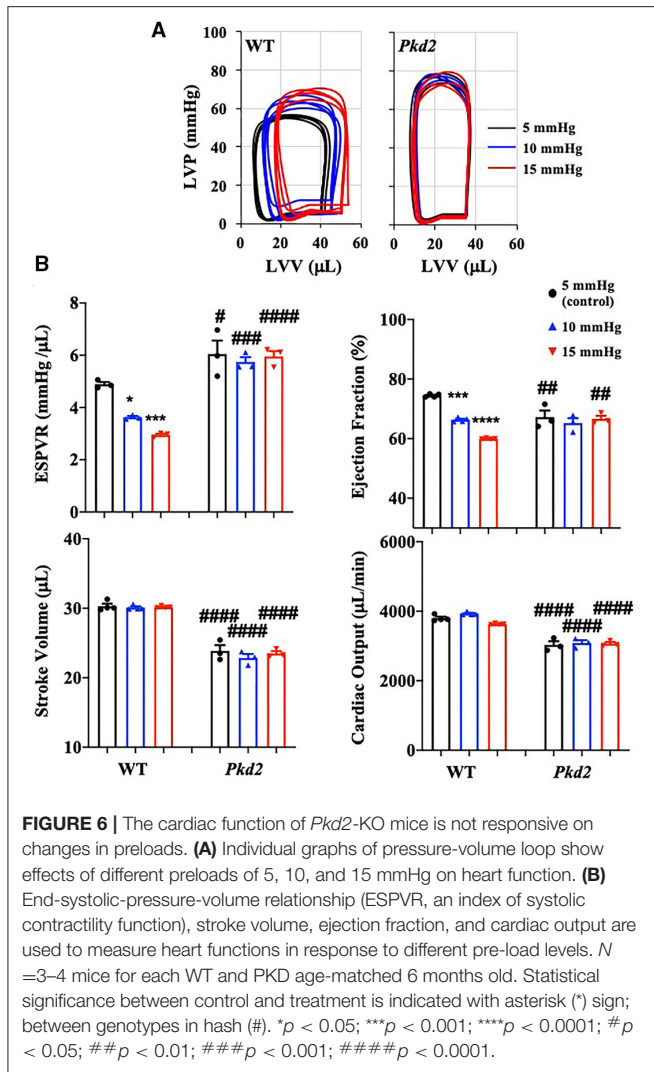 A
WT
Pkd2
100
80
60
40
20
0
LVP (mmHg)
0 20 40 60
0 20 40 60
LVV (μL)
LVV (μL)
5 mmHg
10 mmHg
15 mmHg
B
8
6
4
2
0
ESPVR (mmHg /μL)
* *** # ### ####
100
80
60
40
Ejection Fraction (%)
*** **** ## ##
5 mmHg
(control)
10 mmHg
15 mmHg
30
20
10
Stroke Volume (μL)
#### #### ####
WT
Pkd2
6000
4000
2000
0
Cardiac Output (μL/min)
#### #### ####
WT
Pkd2
FIGURE 6 | The cardiac function of Pkd2-KO mice is not responsive on
changes in preloads. (A) Individual graphs of pressure-volume loop show
effects of different preloads of 5, 10, and 15 mmHg on heart function. (B)
End-systolic-pressure-volume relationship (ESPVR, an index of systolic
contractility function), stroke volume, ejection fraction, and cardiac output are
used to measure heart functions in response to different pre-load levels. N
=3–4 mice for each WT and PKD age-matched 6 months old. Statistical
significance between control and treatment is indicated with asterisk (*) sign;
between genotypes in hash (#). *p < 0.05; ***p < 0.001; ****p < 0.0001; #p
< 0.05; ##p < 0.01; ###p < 0.001; ####p < 0.0001.